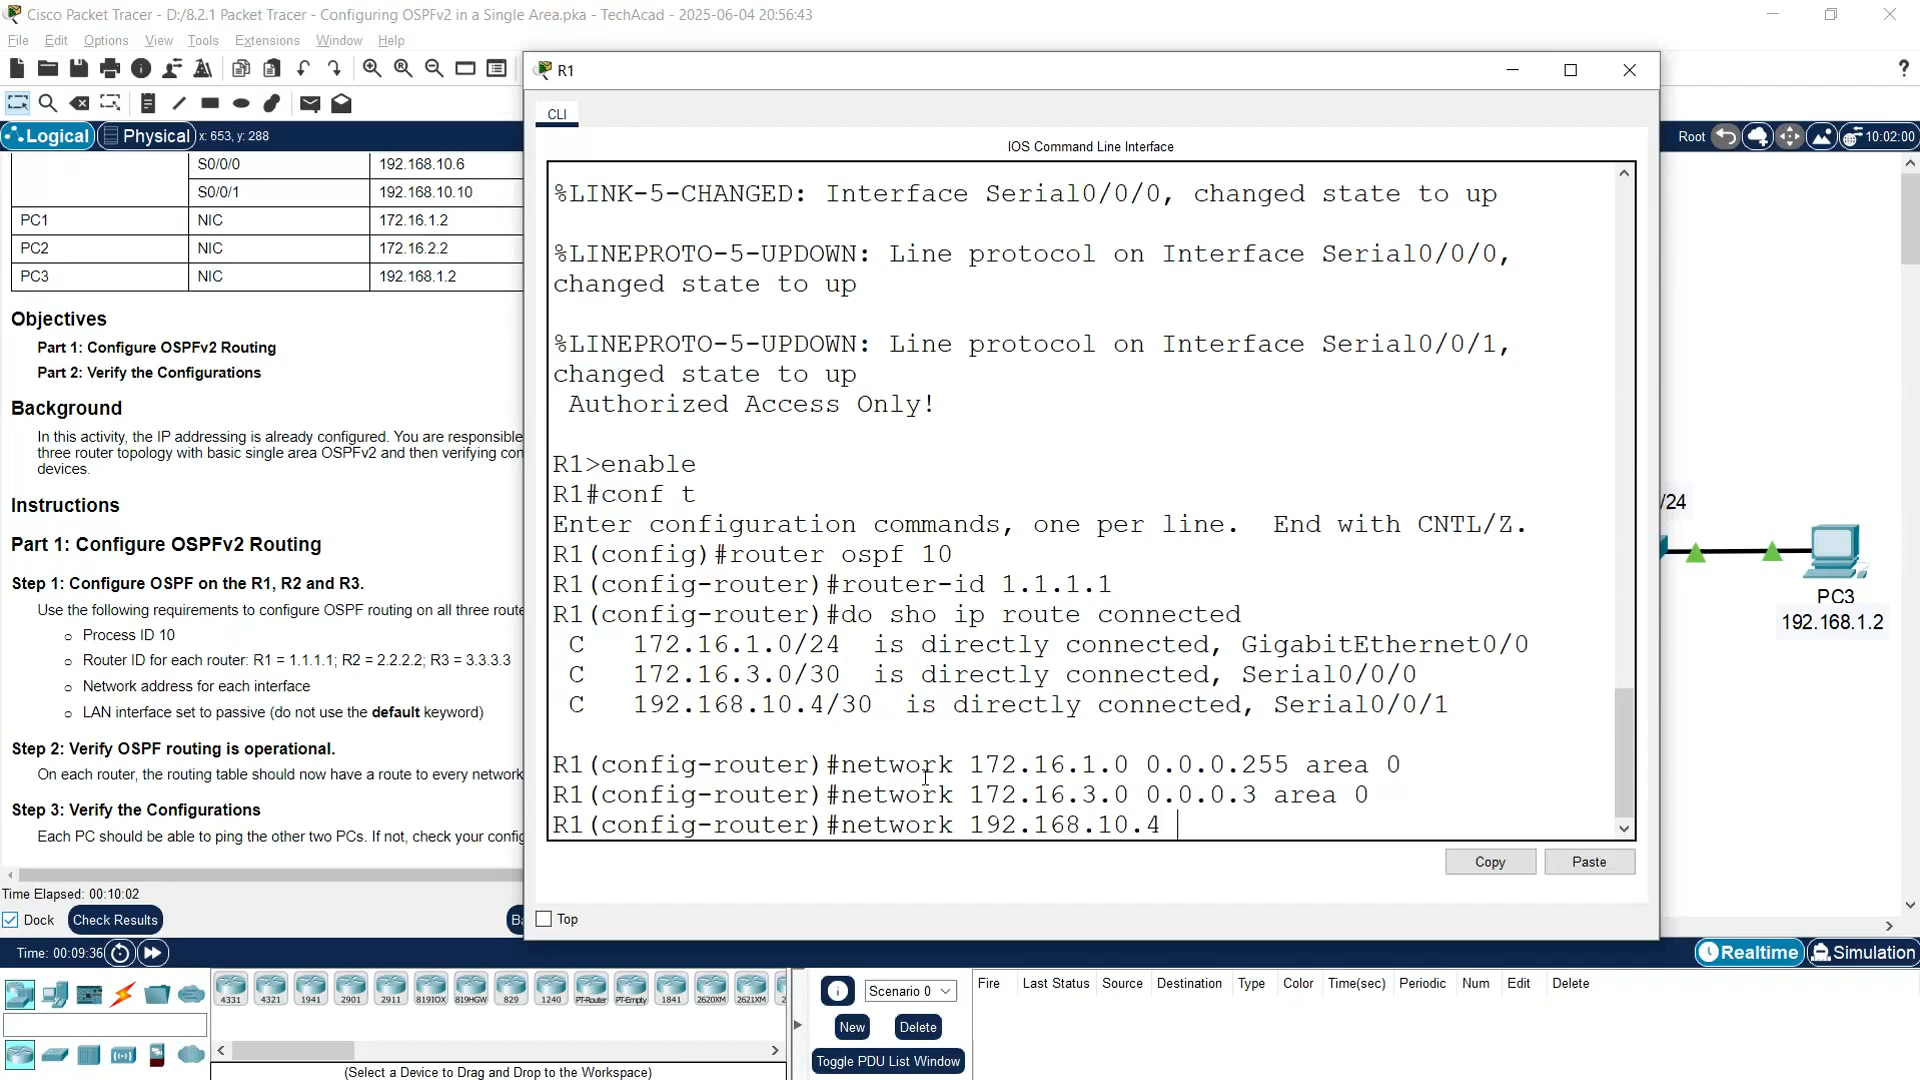 Cisco Packet Tracer - D:/8.2.1 Packet Tracer - Configuring OSPFv2 in a Single Area.pka - TechAcad - 2025-06-04 20:56:43
File Edit Options View Tools Extensions Window Help
Logical Physical x: 653, y: 288
Root 10:02:00
S0/0/0 192.168.10.6
S0/0/1 192.168.10.10
PC1 NIC 172.16.1.2
PC2 NIC 172.16.2.2
PC3 NIC 192.168.1.2
Objectives
Part 1: Configure OSPFv2 Routing
Part 2: Verify the Configurations
Background
In this activity, the IP addressing is already configured. You are responsible
three router topology with basic single area OSPFv2 and then verifying con
devices.
Instructions
Part 1: Configure OSPFv2 Routing
Step 1: Configure OSPF on the R1, R2 and R3.
Use the following requirements to configure OSPF routing on all three route
o Process ID 10
o Router ID for each router: R1 = 1.1.1.1; R2 = 2.2.2.2; R3 = 3.3.3.3
o Network address for each interface
o LAN interface set to passive (do not use the default keyword)
Step 2: Verify OSPF routing is operational.
On each router, the routing table should now have a route to every network
Step 3: Verify the Configurations
Each PC should be able to ping the other two PCs. If not, check your config
Time Elapsed: 00:10:02
Dock Check Results Ba
R1
CLI
IOS Command Line Interface
%LINK-5-CHANGED: Interface Serial0/0/0, changed state to up
%LINEPROTO-5-UPDOWN: Line protocol on Interface Serial0/0/0,
changed state to up
%LINEPROTO-5-UPDOWN: Line protocol on Interface Serial0/0/1,
changed state to up
Authorized Access Only!
R1>enable
R1#conf t
Enter configuration commands, one per line. End with CNTL/Z.
R1(config)#router ospf 10
R1(config-router)#router-id 1.1.1.1
R1(config-router)#do sho ip route connected
C 172.16.1.0/24 is directly connected, GigabitEthernet0/0
C 172.16.3.0/30 is directly connected, Serial0/0/0
C 192.168.10.4/30 is directly connected, Serial0/0/1
R1(config-router)#network 172.16.1.0 0.0.0.255 area 0
R1(config-router)#network 172.16.3.0 0.0.0.3 area 0
R1(config-router)#network 192.168.10.4
Copy Paste
Top
/24
PC3
192.168.1.2
Time: 00:09:36
Realtime Simulation
4331 4321 1941 2901 2911 819IOX 819HGW 829 1240 PT-Router PT-Empty 1841 2620XM 2621XM 2
(Select a Device to Drag and Drop to the Workspace)
Scenario 0
New Delete
Toggle PDU List Window
Fire Last Status Source Destination Type Color Time(sec) Periodic Num Edit Delete